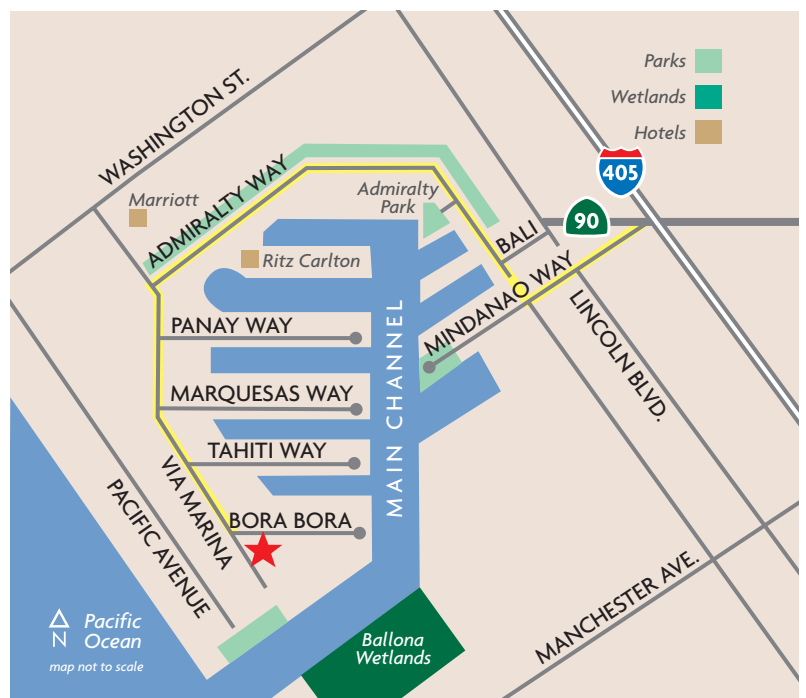 Parks
Wetlands
Hotels
WASHINGTON ST.
405
Marriott
ADMIRALTY WAY
Admiralty
Park
90
BALI
Ritz Carlton
MINDANAO WAY
PANAY WAY
MAIN CHANNEL
LINCOLN BLVD.
MARQUESAS WAY
TAHITI WAY
VIA MARINA
PACIFIC AVENUE
BORA BORA
MANCHESTER AVE.
N
Pacific
Ocean
map not to scale
Ballona
Wetlands